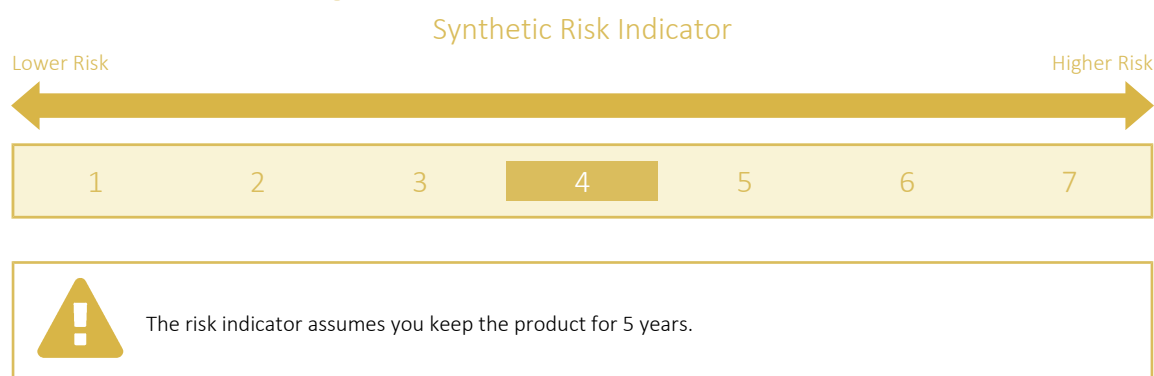 Synthetic Risk Indicator
Lower Risk Higher Risk
1 2 3 4 5 6 7
The risk indicator assumes you keep the product for 5 years.